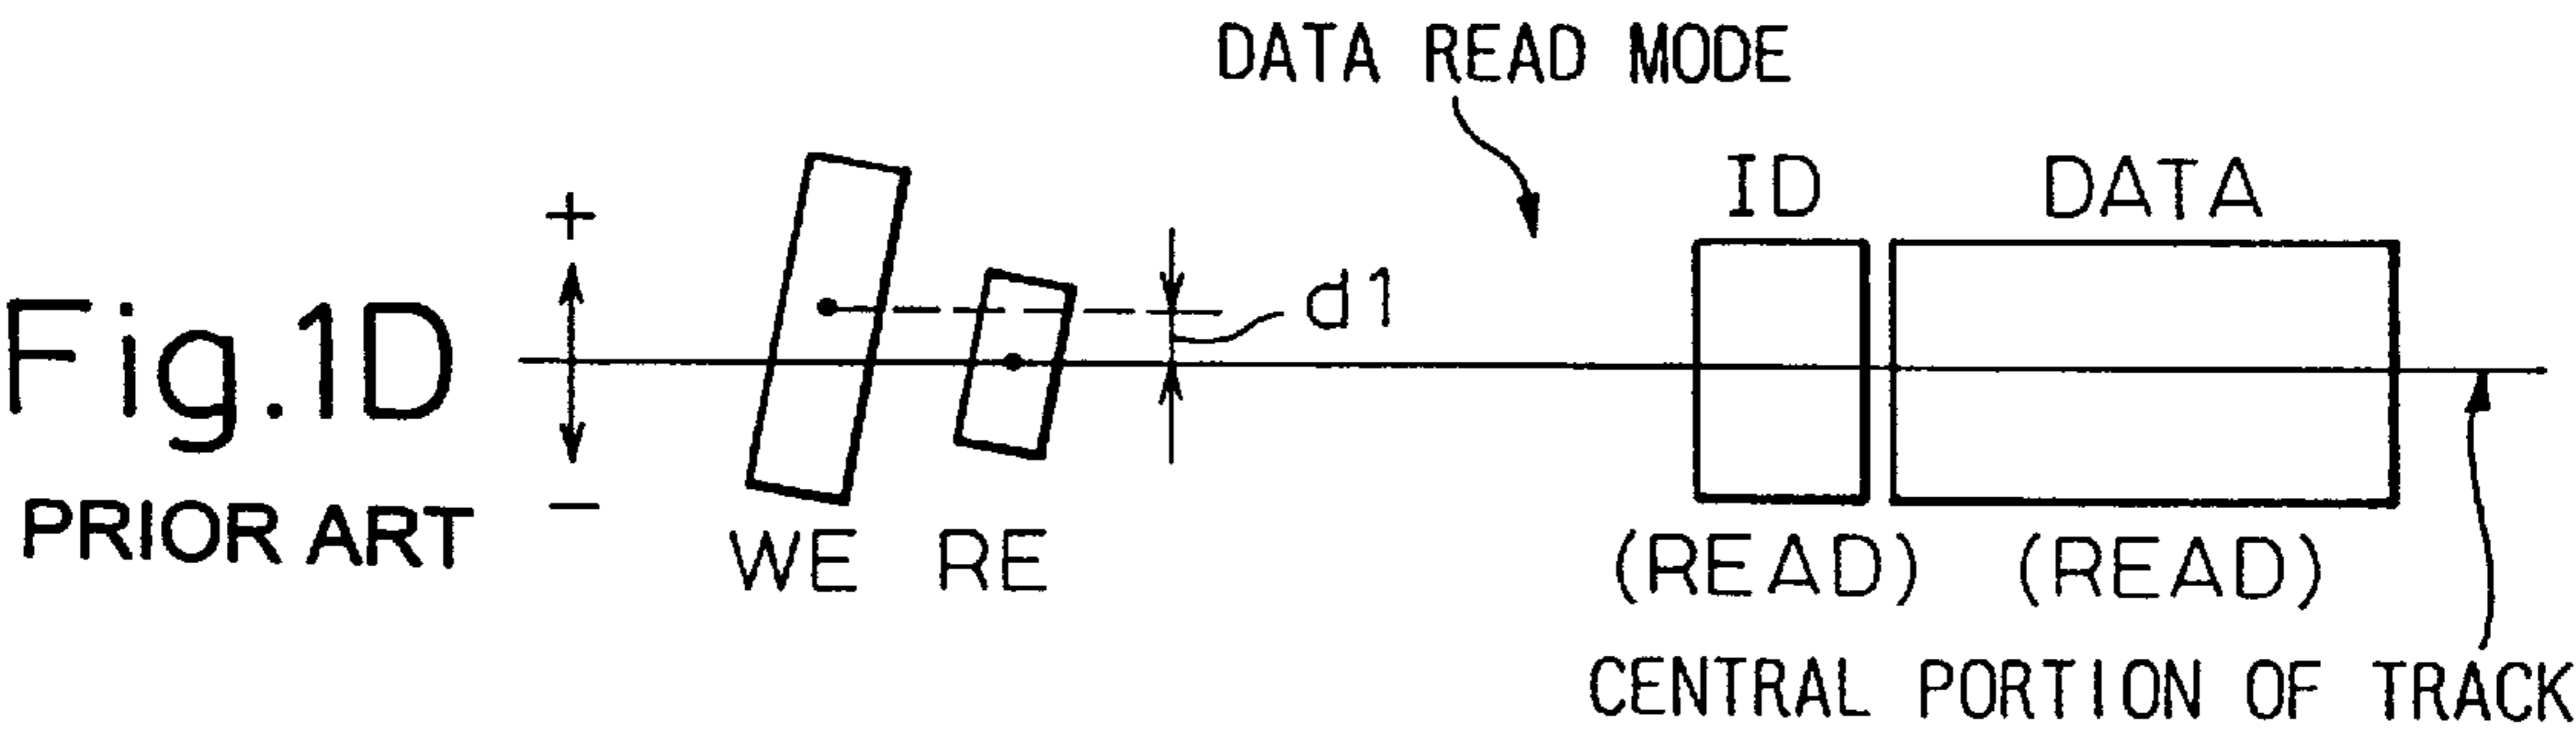 DATA READ MODE
ID DATA
+
d1
Fig.1D
−
PRIOR ART
WE RE
(READ) (READ)
CENTRAL PORTION OF TRACK